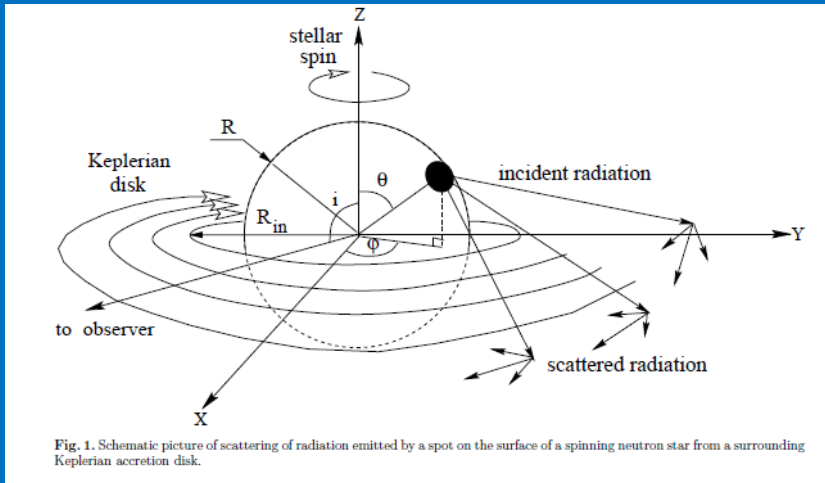 Z
stellar
spin
R
Keplerian
disk
θ
incident radiation
i
R_in
φ
Y
to observer
scattered radiation
X
Fig. 1. Schematic picture of scattering of radiation emitted by a spot on the surface of a spinning neutron star from a surrounding
Keplerian accretion disk.